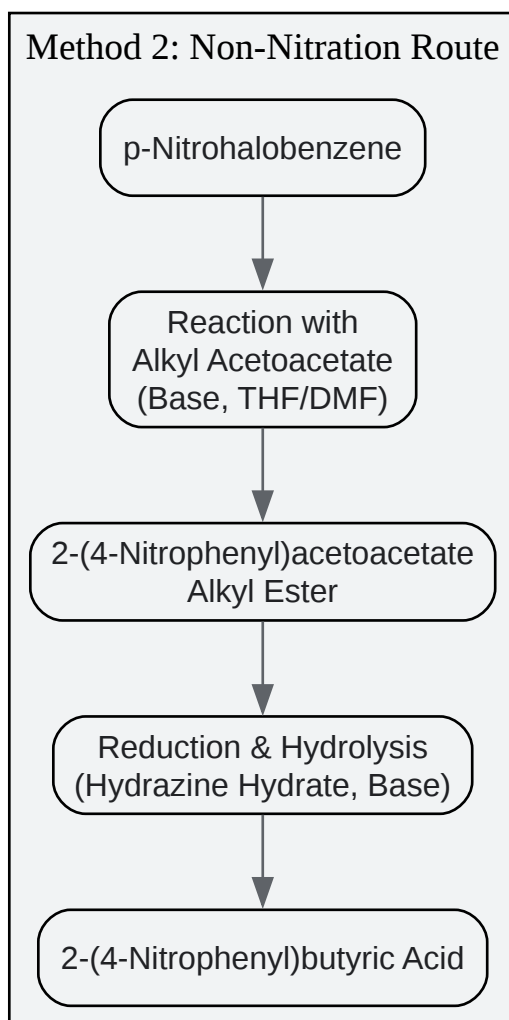 Method 2: Non-Nitration Route
p-Nitrohalobenzene
Reaction with
Alkyl Acetoacetate
(Base, THF/DMF)
2-(4-Nitrophenyl)acetoacetate
Alkyl Ester
Reduction & Hydrolysis
(Hydrazine Hydrate, Base)
2-(4-Nitrophenyl)butyric Acid